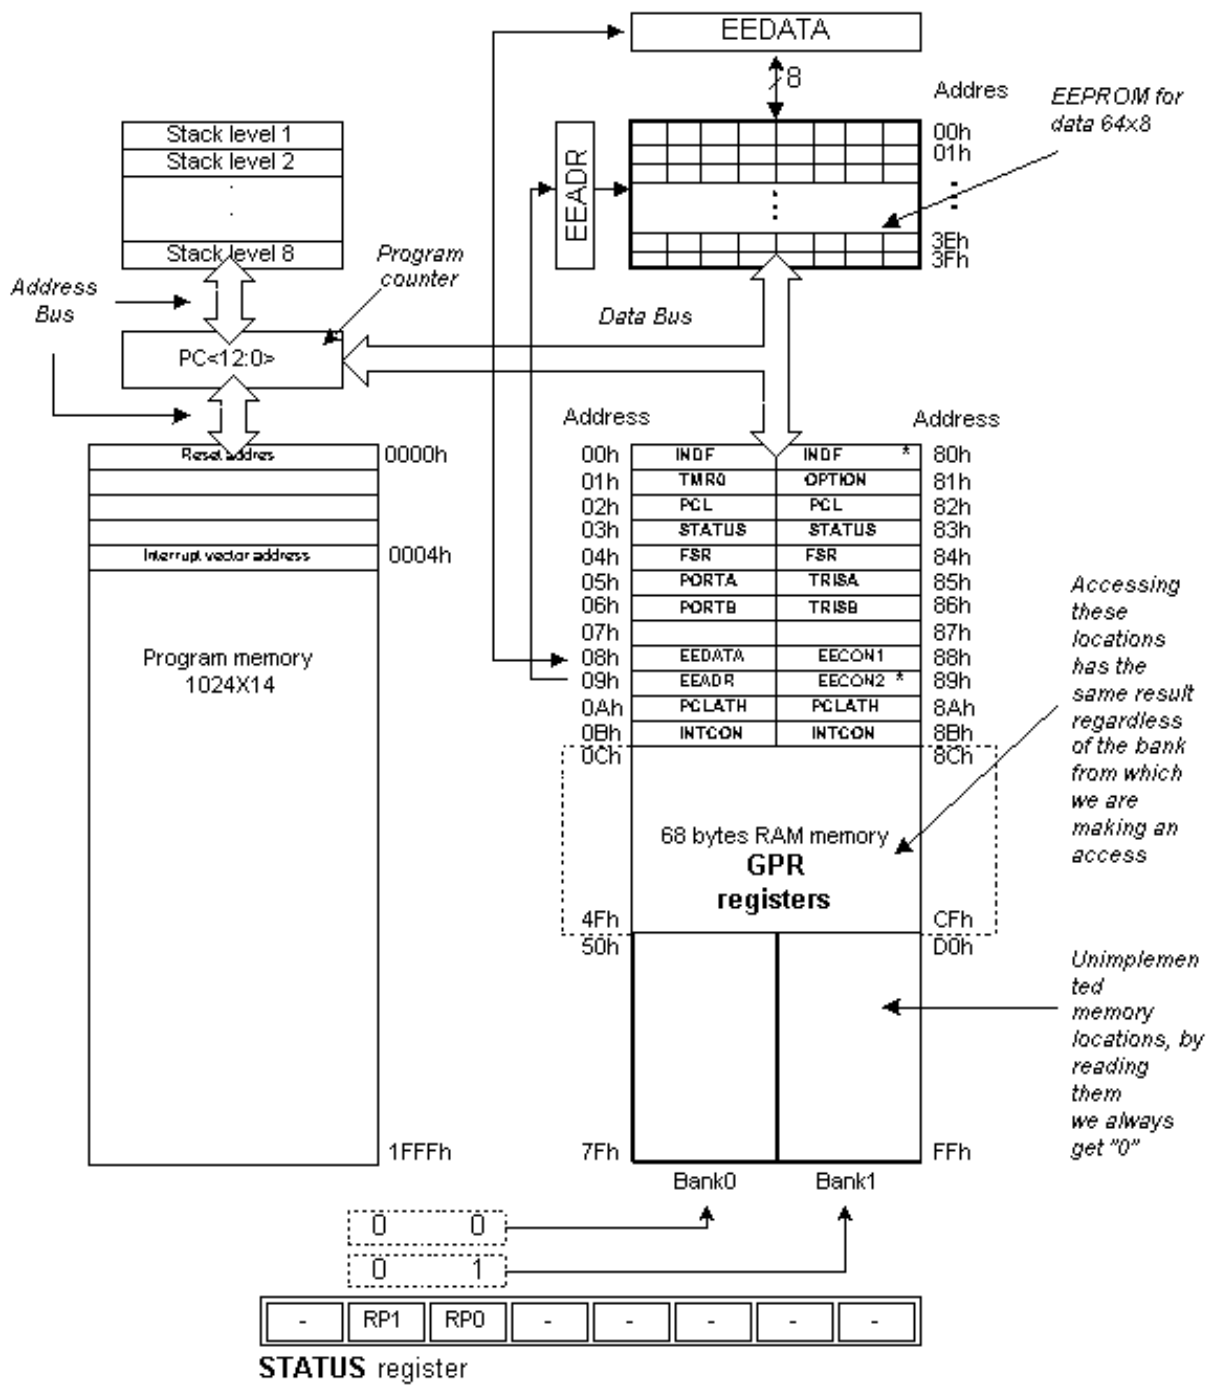 EEDATA
8
Addres
EEPROM for
data 64x8
00h
01h
3Eh
3Fh
EEADR
Stack level 1
Stack level 2
Stack level 8
Program
counter
Address
Bus
Data Bus
PC<12:0>
Address
Address
Reset addres 0000h
Interrupt vector address 0004h
Program memory
1024X14
1FFFh
00h INDF INDF * 80h
01h TMR0 OPTION 81h
02h PCL PCL 82h
03h STATUS STATUS 83h
04h FSR FSR 84h
05h PORTA TRISA 85h
06h PORTB TRISB 86h
07h 87h
08h EEDATA EECON1 88h
09h EEADR EECON2 * 89h
0Ah PCLATH PCLATH 8Ah
0Bh INTCON INTCON 8Bh
0Ch 8Ch
68 bytes RAM memory
GPR
registers
4Fh CFh
50h D0h
7Fh FFh
Bank0 Bank1
Accessing
these
locations
has the
same result
regardless
of the bank
from which
we are
making an
access
Unimplemen
ted
memory
locations, by
reading
them
we always
get "0"
0 0
0 1
- RP1 RP0 - - - - -
STATUS register